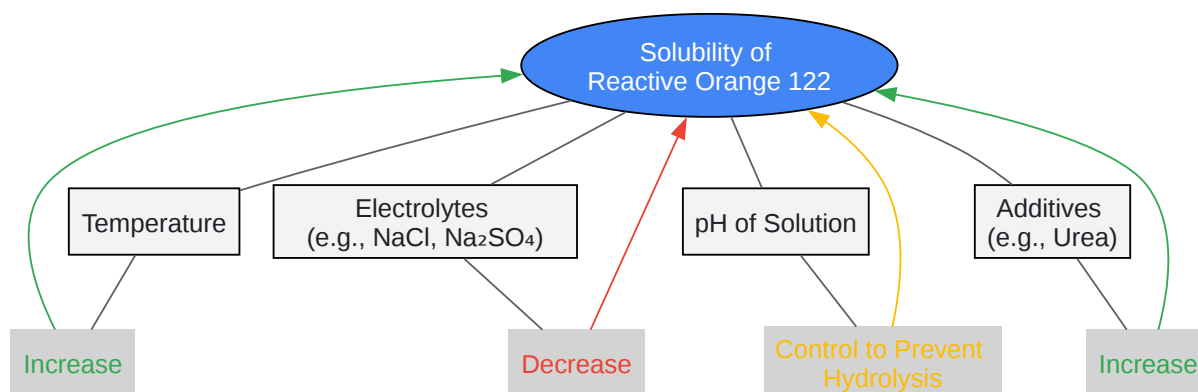 Solubility of
Reactive Orange 122
Temperature
Electrolytes
(e.g., NaCl, Na₂SO₄)
pH of Solution
Additives
(e.g., Urea)
Increase
Decrease
Control to Prevent
Hydrolysis
Increase